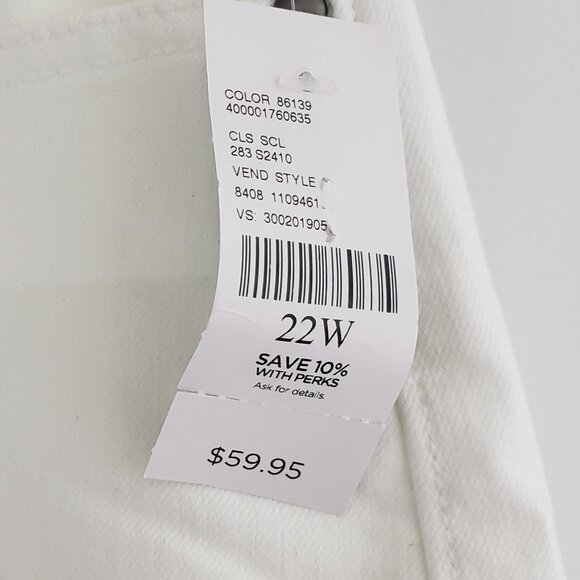 COLOR 86139
400001760635
CLS SCL
283 S2410
VEND STYLE
8408 1109461
VS: 300201905
22W
SAVE 10%
WITH PERKS
Ask for details.
$59.95